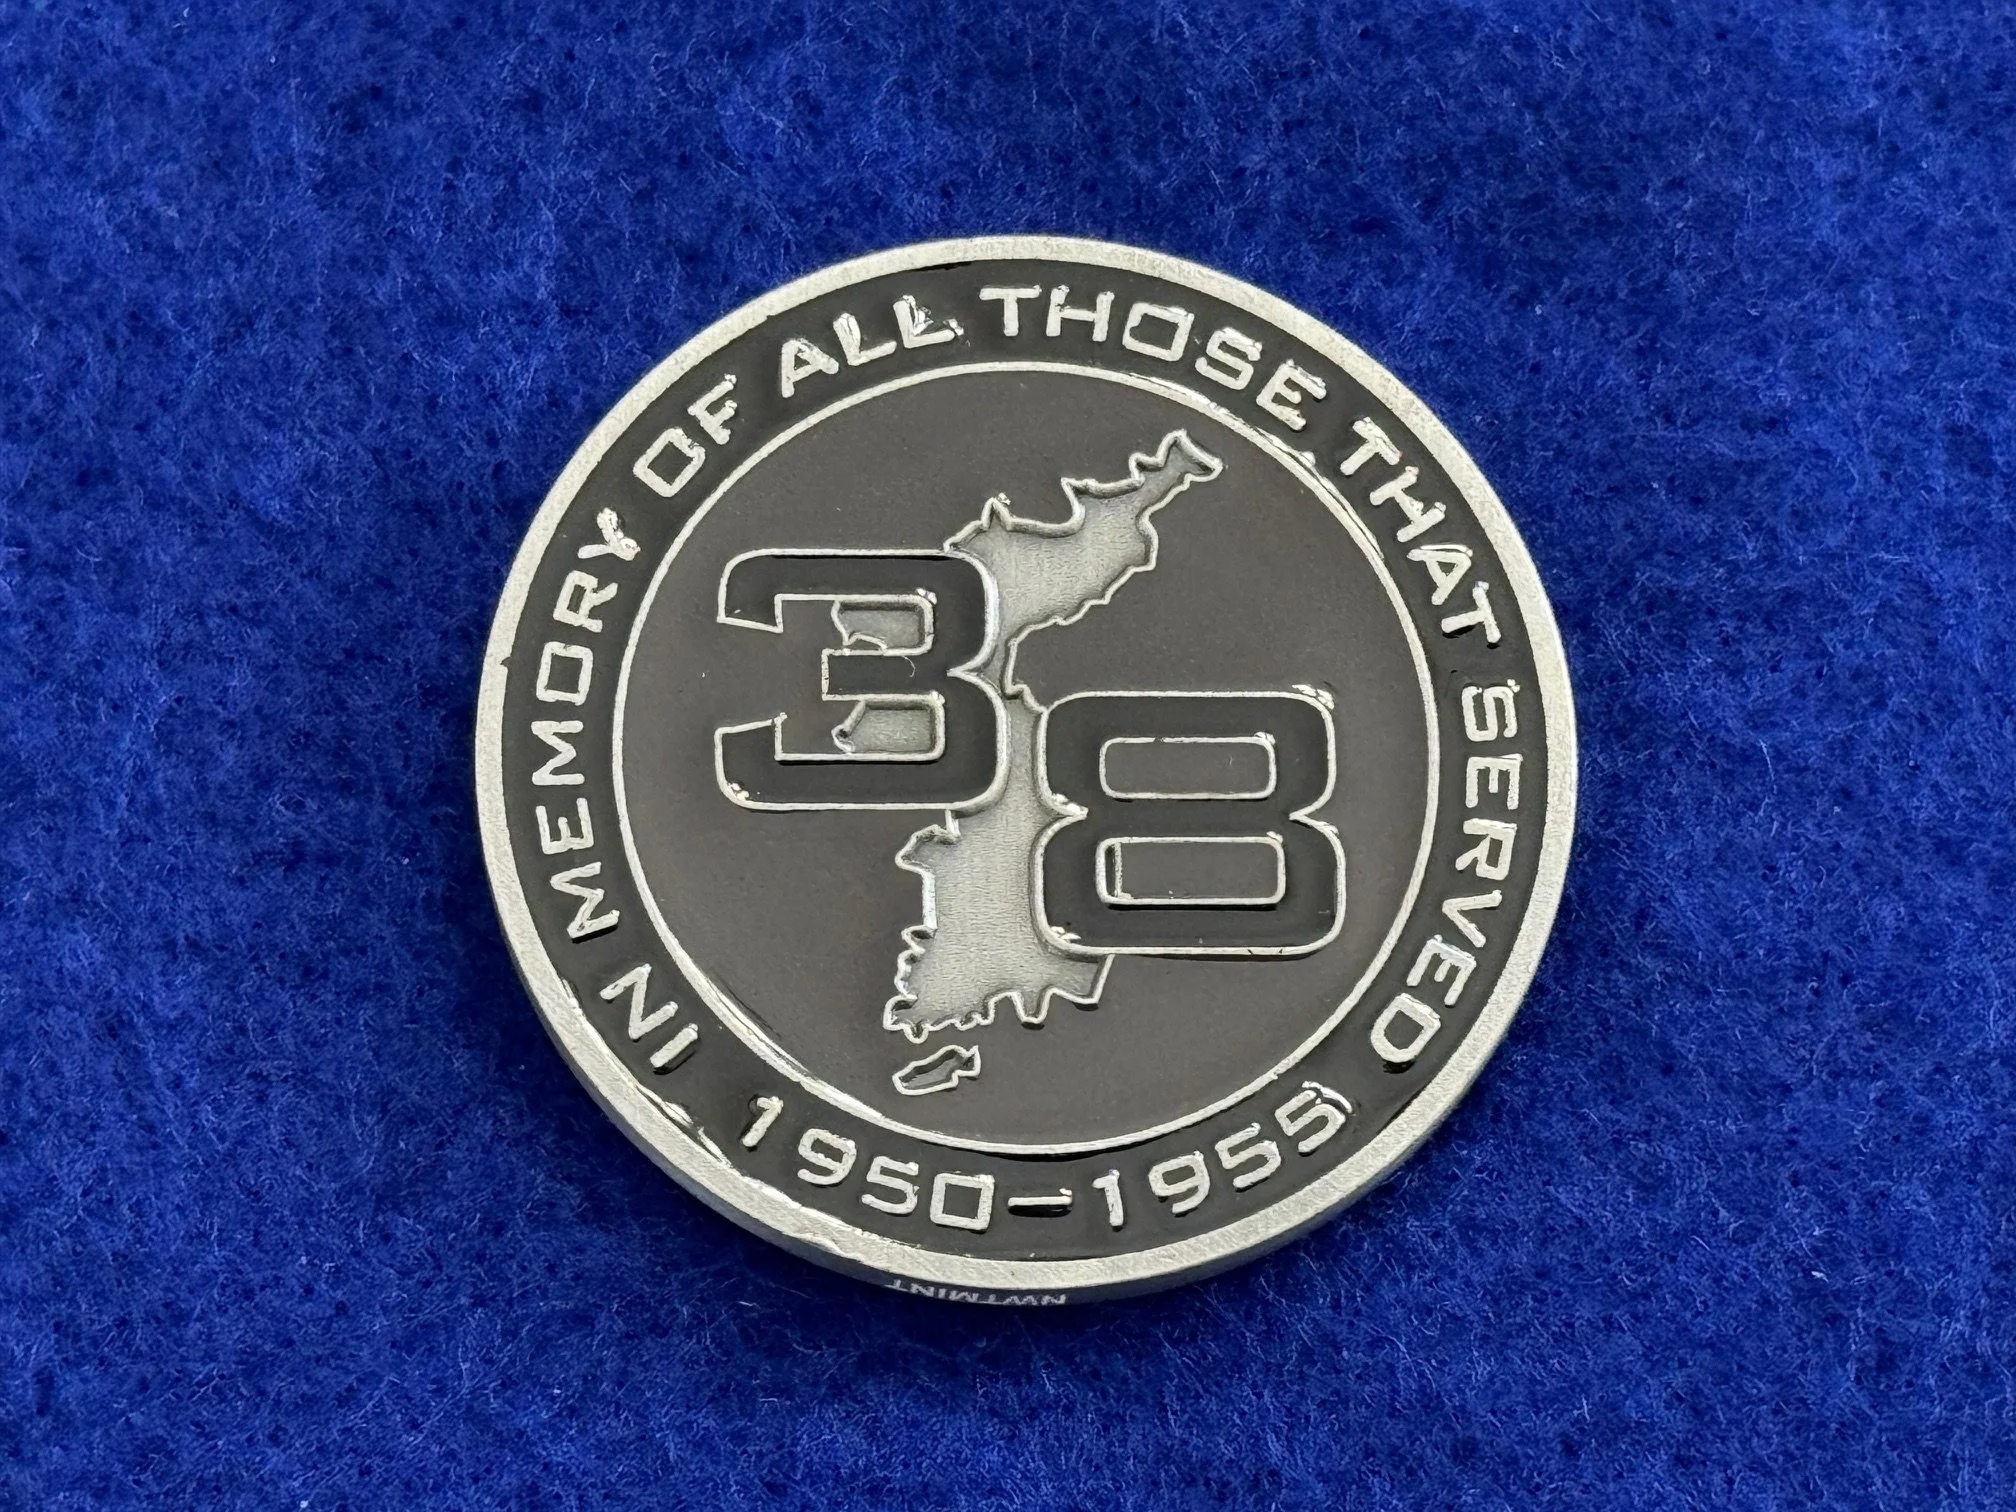 IN MEMORY OF ALL THOSE THAT SERVED
1950-1955
38
NWTMINT